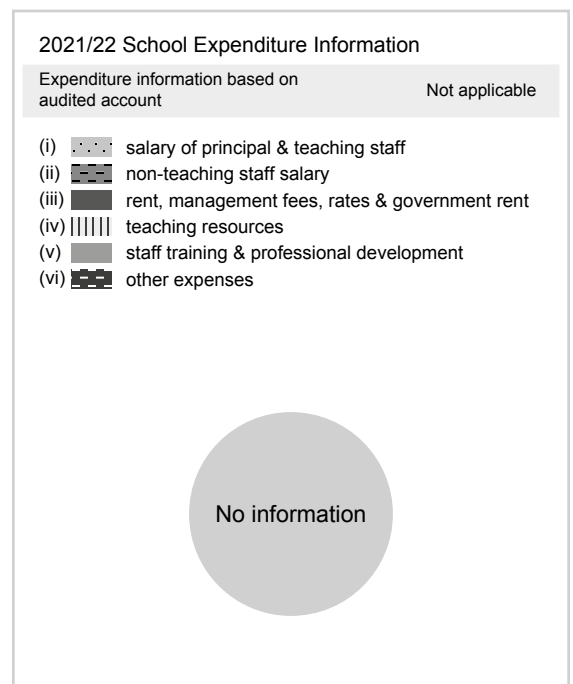 2021/22 School Expenditure Information
Expenditure information based on
audited account
Not applicable
(i) salary of principal & teaching staff
(ii) non-teaching staff salary
(iii) rent, management fees, rates & government rent
(iv) teaching resources
(v) staff training & professional development
(vi) other expenses
No information